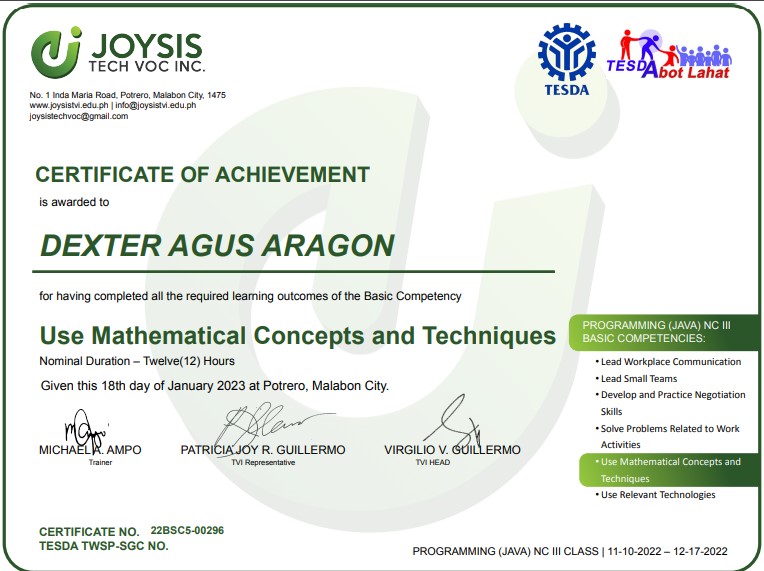 JOYSIS
TECH VOC INC.
No. 1 Inda Maria Road, Potrero, Malabon City, 1475
www.joysistvi.edu.ph | info@joysistvi.edu.ph
joysistechvoc@gmail.com
TESDA
TESDAbot Lahat
CERTIFICATE OF ACHIEVEMENT
is awarded to
DEXTER AGUS ARAGON
for having completed all the required learning outcomes of the Basic Competency
Use Mathematical Concepts and Techniques
Nominal Duration – Twelve(12) Hours
Given this 18th day of January 2023 at Potrero, Malabon City.
MICHAEL A. AMPO
Trainer
PATRICIA JOY R. GUILLERMO
TVI Representative
VIRGILIO V. GUILLERMO
TVI HEAD
PROGRAMMING (JAVA) NC III
BASIC COMPETENCIES:
• Lead Workplace Communication
• Lead Small Teams
• Develop and Practice Negotiation
Skills
• Solve Problems Related to Work
Activities
• Use Mathematical Concepts and
Techniques
• Use Relevant Technologies
CERTIFICATE NO. 22BSC5-00296
TESDA TWSP-SGC NO.
PROGRAMMING (JAVA) NC III CLASS | 11-10-2022 – 12-17-2022